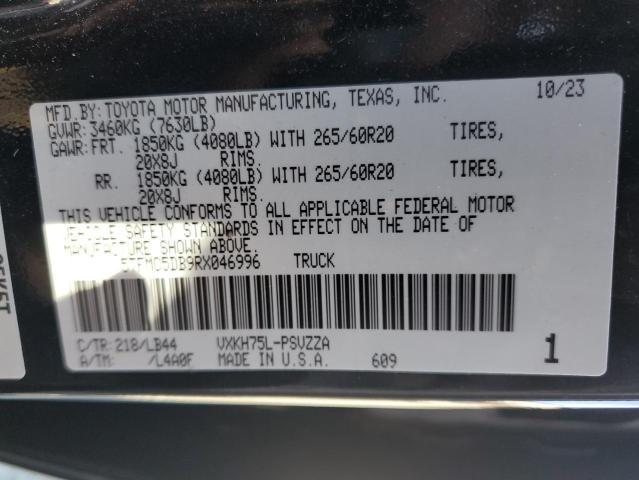 MFD.BY:TOYOTA MOTOR MANUFACTURING, TEXAS, INC. 10/23
GVWR:3460KG (7630LB)
GAWR:FRT. 1850KG (4080LB) WITH 265/60R20 TIRES,
20X8J RIMS.
RR. 1850KG (4080LB) WITH 265/60R20 TIRES,
20X8J RIMS.
THIS VEHICLE CONFORMS TO ALL APPLICABLE FEDERAL MOTOR
VEHICLE SAFETY STANDARDS IN EFFECT ON THE DATE OF
MANUFACTURE SHOWN ABOVE.
TRUCK
C/TR:218/LB44 VXKH75L-PSVZZA
A/TM: /L4A0F MADE IN U.S.A. 609 1